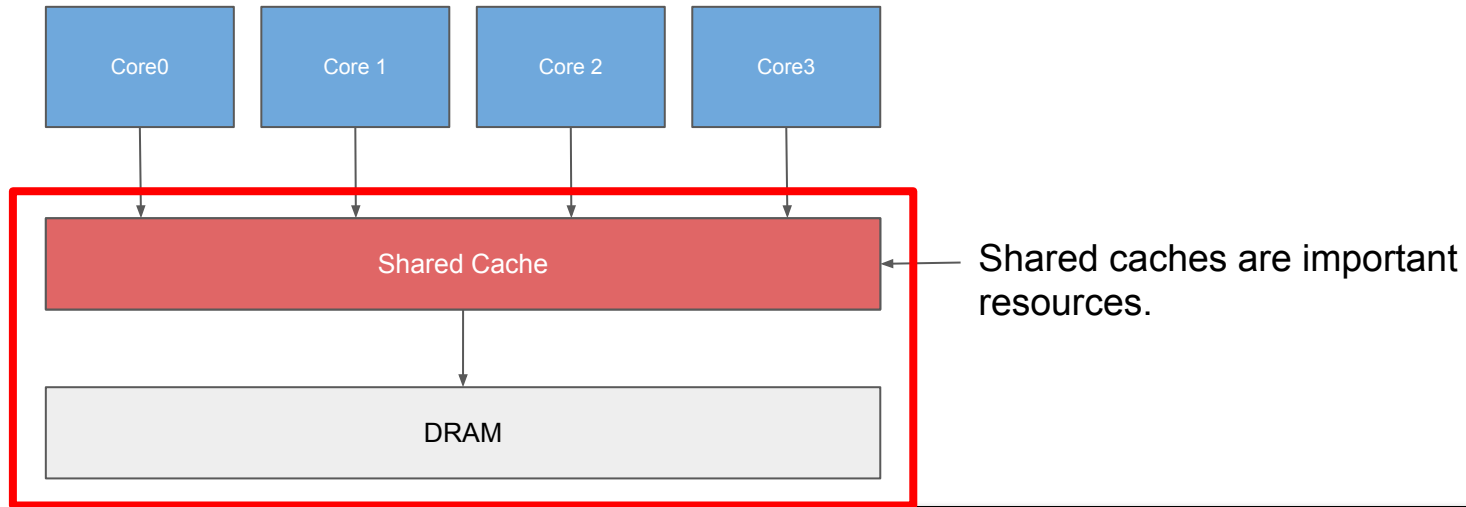 Core0
Core 1
Core 2
Core3
Shared Cache
Shared caches are important
resources.
DRAM